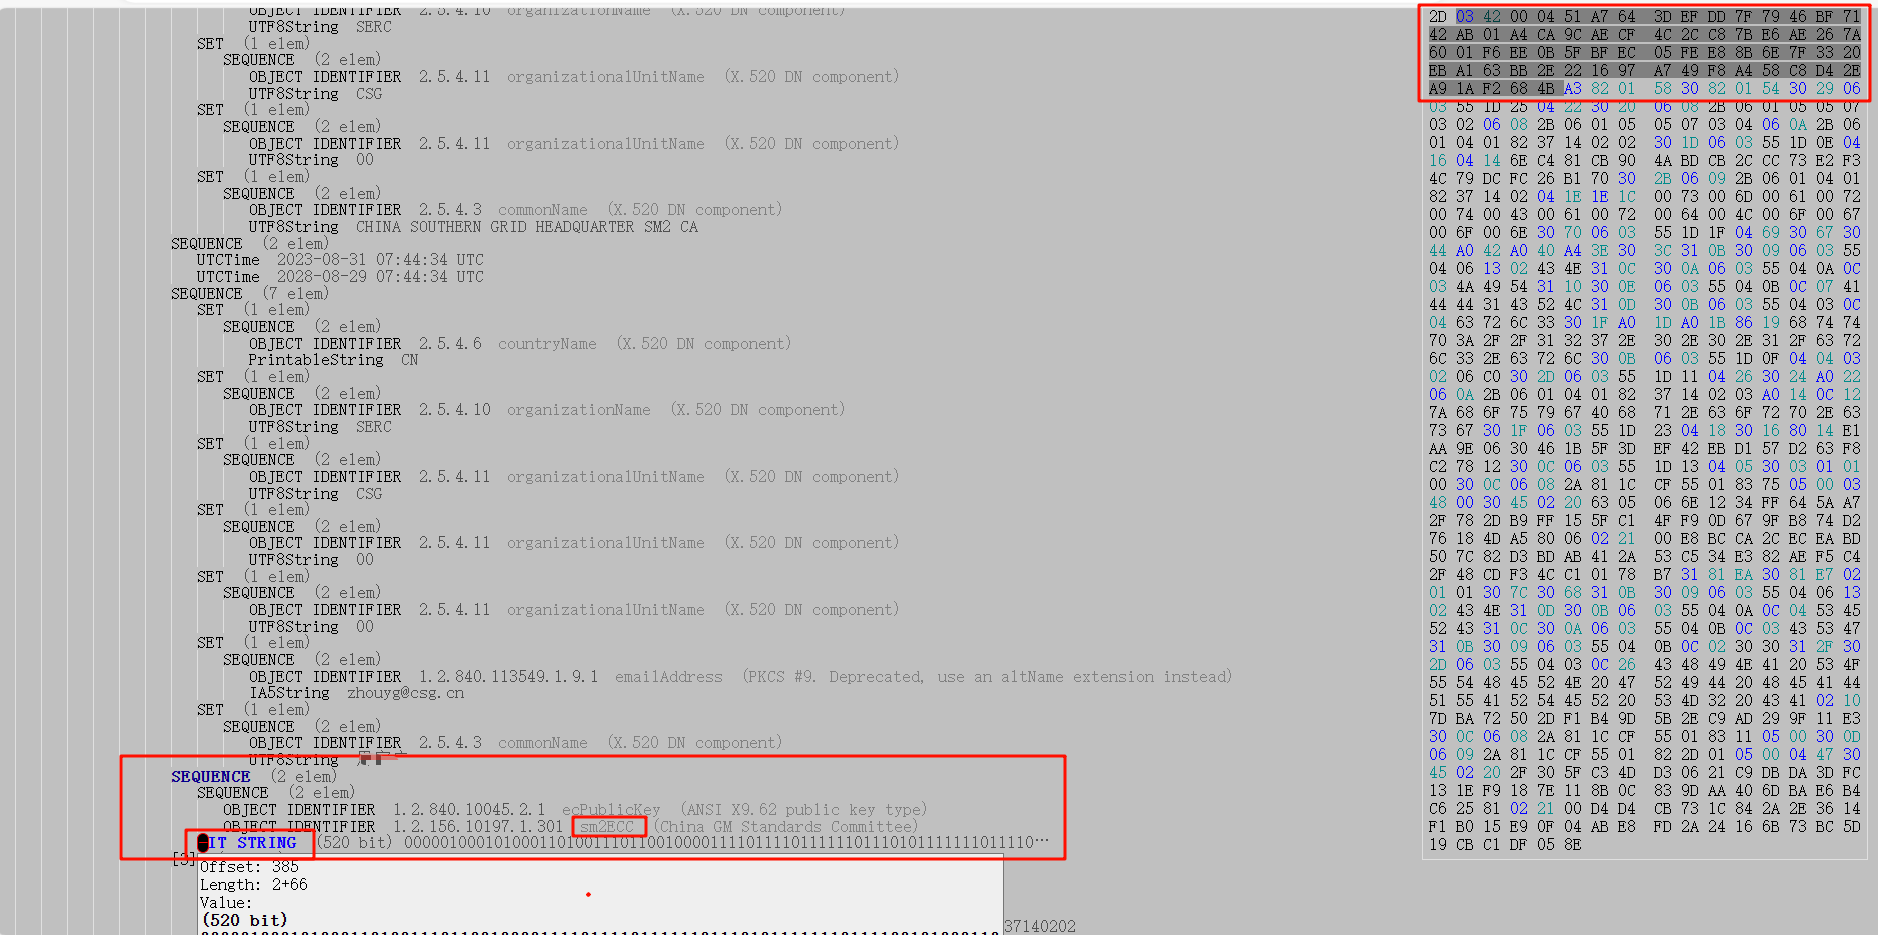 OBJECT IDENTIFIER 2.5.4.10 organizationalUnitName (X.520 DN component)
UTF8String SERC
SET (1 elem)
SEQUENCE (2 elem)
OBJECT IDENTIFIER 2.5.4.11 organizationalUnitName (X.520 DN component)
UTF8String CSG
SET (1 elem)
SEQUENCE (2 elem)
OBJECT IDENTIFIER 2.5.4.11 organizationalUnitName (X.520 DN component)
UTF8String 00
SET (1 elem)
SEQUENCE (2 elem)
OBJECT IDENTIFIER 2.5.4.3 commonName (X.520 DN component)
UTF8String CHINA SOUTHERN GRID HEADQUARTER SM2 CA
SEQUENCE (2 elem)
UTCTime 2023-08-31 07:44:34 UTC
UTCTime 2028-08-29 07:44:34 UTC
SEQUENCE (7 elem)
SET (1 elem)
SEQUENCE (2 elem)
OBJECT IDENTIFIER 2.5.4.6 countryName (X.520 DN component)
PrintableString CN
SET (1 elem)
SEQUENCE (2 elem)
OBJECT IDENTIFIER 2.5.4.10 organizationName (X.520 DN component)
UTF8String SERC
SET (1 elem)
SEQUENCE (2 elem)
OBJECT IDENTIFIER 2.5.4.11 organizationalUnitName (X.520 DN component)
UTF8String CSG
SET (1 elem)
SEQUENCE (2 elem)
OBJECT IDENTIFIER 2.5.4.11 organizationalUnitName (X.520 DN component)
UTF8String 00
SET (1 elem)
SEQUENCE (2 elem)
OBJECT IDENTIFIER 2.5.4.11 organizationalUnitName (X.520 DN component)
UTF8String 00
SET (1 elem)
SEQUENCE (2 elem)
OBJECT IDENTIFIER 1.2.840.113549.1.9.1 emailAddress (PKCS #9. Deprecated, use an altName extension instead)
IA5String zhouyg@csg.cn
SET (1 elem)
SEQUENCE (2 elem)
OBJECT IDENTIFIER 2.5.4.3 commonName (X.520 DN component)
UTF8String
SEQUENCE (2 elem)
SEQUENCE (2 elem)
OBJECT IDENTIFIER 1.2.840.10045.2.1 ecPublicKey (ANSI X9.62 public key type)
OBJECT IDENTIFIER 1.2.156.10197.1.301 sm2ECC (China GM Standards Committee)
IT STRING (520 bit)
[3]
Offset: 385
Length: 2+66
Value:
(520 bit)
37140202
2D 03 42 00 04 51 A7 64 3D EF DD 7F 79 46 BF 71
42 AB 01 A4 CA 9C AE CF 4C 2C C8 7B E6 AE 26 7A
60 01 F6 EE 0B 5F BF EC 05 FE E8 8B 6E 7F 33 20
EB A1 63 BB 2E 22 16 97 A7 49 F8 A4 58 C8 D4 2E
A9 1A F2 68 4B A3 82 01 58 30 82 01 54 30 29 06
03 55 1D 25 04 22 30 20 06 08 2B 06 01 05 05 07
03 02 06 08 2B 06 01 05 05 07 03 04 06 0A 2B 06
01 04 01 82 37 14 02 02 30 1D 06 03 55 1D 0E 04
16 04 14 6E C4 81 CB 90 4A BD CB 2C CC 73 E2 F3
4C 79 DC FC 26 B1 70 30 2B 06 09 2B 06 01 04 01
82 37 14 02 04 1E 1E 1C 00 73 00 6D 00 61 00 72
00 74 00 43 00 61 00 72 00 64 00 4C 00 6F 00 67
00 6F 00 6E 30 70 06 03 55 1D 1F 04 69 30 67 30
44 A0 42 A0 40 A4 3E 30 3C 31 0B 30 09 06 03 55
04 06 13 02 43 4E 31 0C 30 0A 06 03 55 04 0A 0C
03 4A 49 54 31 10 30 0E 06 03 55 04 0B 0C 07 41
44 44 31 43 52 4C 31 0D 30 0B 06 03 55 04 03 0C
04 63 72 6C 33 30 1F A0 1D A0 1B 86 19 68 74 74
70 3A 2F 2F 31 32 37 2E 30 2E 30 2E 31 2F 63 72
6C 33 2E 63 72 6C 30 0B 06 03 55 1D 0F 04 04 03
02 06 C0 30 2D 06 03 55 1D 11 04 26 30 24 A0 22
06 0A 2B 06 01 04 01 82 37 14 02 03 A0 14 0C 12
7A 68 6F 75 79 67 40 68 71 2E 63 6F 72 70 2E 63
73 67 30 1F 06 03 55 1D 23 04 18 30 16 80 14 E1
AA 9E 06 30 46 1B 5F 3D EF 42 EB D1 57 D2 63 F8
C2 78 12 30 0C 06 03 55 1D 13 04 05 30 03 01 01
00 30 0C 06 08 2A 81 1C CF 55 01 83 75 05 00 03
48 00 30 45 02 20 63 05 06 6E 12 34 FF 64 5A A7
2F 78 2D B9 FF 15 5F C1 4F F9 0D 67 9F B8 74 D2
76 18 4D A5 80 06 02 21 00 E8 BC CA 2C EC EA BD
50 7C 82 D3 BD AB 41 2A 53 C5 34 E3 82 AE F5 C4
2F 48 CD F3 4C C1 01 78 B7 31 81 EA 30 81 E7 02
01 01 30 7C 30 68 31 0B 30 09 06 03 55 04 06 13
02 43 4E 31 0D 30 0B 06 03 55 04 0A 0C 04 53 45
52 43 31 0C 30 0A 06 03 55 04 0B 0C 03 43 53 47
31 0B 30 09 06 03 55 04 0B 0C 02 30 30 31 2F 30
2D 06 03 55 04 03 0C 26 43 48 49 4E 41 20 53 4F
55 54 48 45 52 4E 20 47 52 49 44 20 48 45 41 44
51 55 41 52 54 45 52 20 53 4D 32 20 43 41 02 10
7D BA 72 50 2D F1 B4 9D 5B 2E C9 AD 29 9F 11 E3
30 0C 06 08 2A 81 1C CF 55 01 83 11 05 00 30 0D
06 09 2A 81 1C CF 55 01 82 2D 01 05 00 04 47 30
45 02 20 2F 30 5F C3 4D D3 06 21 C9 DB DA 3D FC
13 1E F9 18 7E 11 8B 0C 83 9D AA 40 6D BA E6 B4
C6 25 81 02 21 00 D4 D4 CB 73 1C 84 2A 2E 36 14
F1 B0 15 E9 0F 04 AB E8 FD 2A 24 16 6B 73 BC 5D
19 CB C1 DF 05 8E